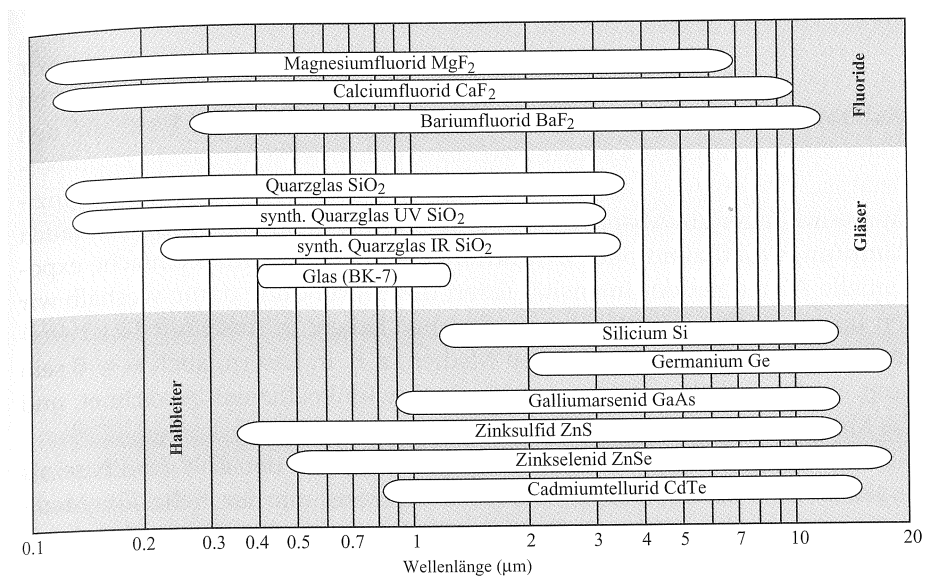 Magnesiumfluorid MgF2
Calciumfluorid CaF2
Bariumfluorid BaF2
Fluoride
Quarzglas SiO2
synth. Quarzglas UV SiO2
synth. Quarzglas IR SiO2
Glas (BK-7)
Gläser
Silicium Si
Germanium Ge
Galliumarsenid GaAs
Zinksulfid ZnS
Zinkselenid ZnSe
Cadmiumtellurid CdTe
Halbleiter
0.1 0.2 0.3 0.4 0.5 0.7 1 2 3 4 5 7 10 20
Wellenlänge (µm)